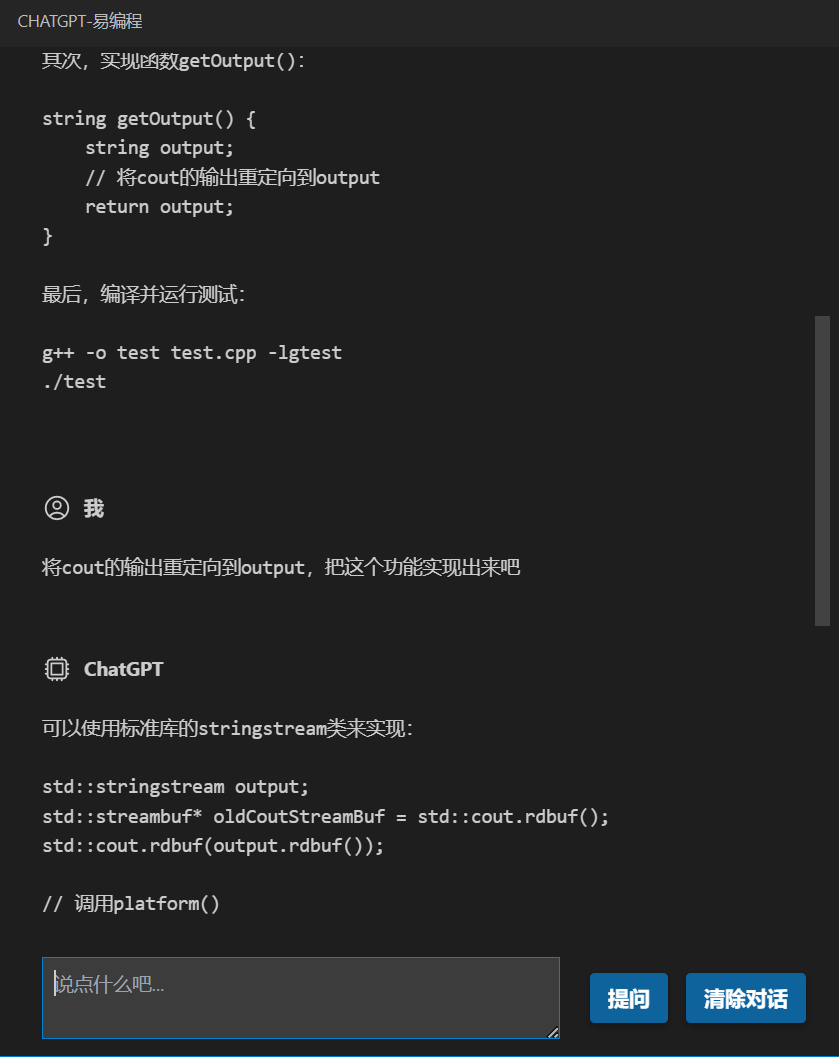 CHATGPT-易编程
其次，实现函数getOutput()：
string getOutput() {
    string output;
    // 将cout的输出重定向到output
    return output;
}
最后，编译并运行测试：
g++ -o test test.cpp -lgtest
./test
我
将cout的输出重定向到output，把这个功能实现出来吧
ChatGPT
可以使用标准库的stringstream类来实现：
std::stringstream output;
std::streambuf* oldCoutStreamBuf = std::cout.rdbuf();
std::cout.rdbuf(output.rdbuf());
// 调用platform()
说点什么吧...
提问
清除对话